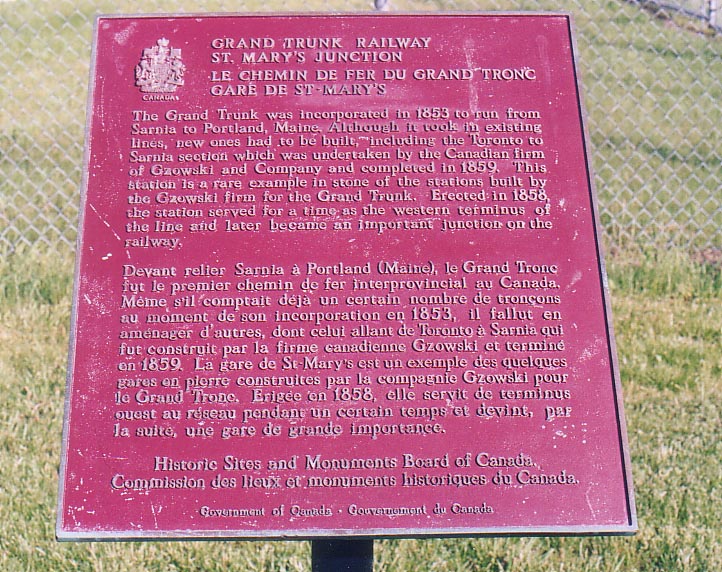 GRAND TRUNK RAILWAY
ST. MARY'S JUNCTION
LE CHEMIN DE FER DU GRAND TRONC
GARE DE ST-MARY'S
CANADA
The Grand Trunk was incorporated in 1853 to run from
Sarnia to Portland, Maine. Although it took in existing
lines, new ones had to be built, including the Toronto to
Sarnia section which was undertaken by the Canadian firm
of Gzowski and Company and completed in 1859. This
station is a rare example in stone of the stations built by
the Gzowski firm for the Grand Trunk. Erected in 1858,
the station served for a time as the western terminus of
the line and later became an important junction on the
railway.
Devant relier Sarnia à Portland (Maine), le Grand Tronc
fut le premier chemin de fer interprovincial au Canada.
Même s'il comptait déjà un certain nombre de tronçons
au moment de son incorporation en 1853, il fallut en
aménager d'autres, dont celui allant de Toronto à Sarnia qui
fut construit par la firme canadienne Gzowski et terminé
en 1859. La gare de St-Mary's est un exemple des quelques
gares en pierre construites par la compagnie Gzowski pour
le Grand Tronc. Érigée en 1858, elle servit de terminus
ouest au réseau pendant un certain temps et devint, par
la suite, une gare de grande importance.
Historic Sites and Monuments Board of Canada.
Commission des lieux et monuments historiques du Canada.
Government of Canada · Gouvernement du Canada